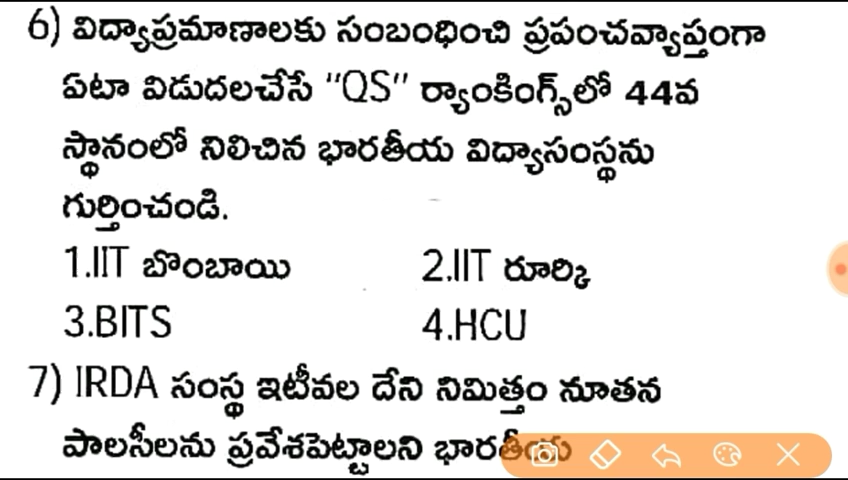 6) విద్యాప్రమాణాలకు సంబంధించి ప్రపంచవ్యాప్తంగా
ఏటా విడుదలచేసే "QS" ర్యాంకింగ్స్‌లో 44వ
స్థానంలో నిలిచిన భారతీయ విద్యాసంస్థను
గుర్తించండి.
1.IIT బొంబాయి 2.IIT రూర్కి
3.BITS 4.HCU
7) IRDA సంస్థ ఇటీవల దేని నిమిత్తం నూతన
పాలసీలను ప్రవేశపెట్టాలని భారతీయ